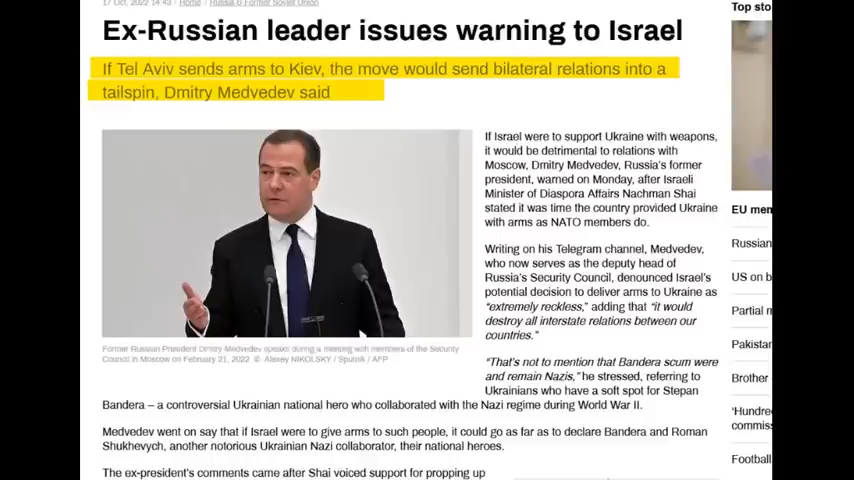 17 Oct, 2022 14:43 / Home / Russia & Former Soviet Union
Top sto
Ex-Russian leader issues warning to Israel
If Tel Aviv sends arms to Kiev, the move would send bilateral relations into a
tailspin, Dmitry Medvedev said
If Israel were to support Ukraine with weapons,
it would be detrimental to relations with
Moscow, Dmitry Medvedev, Russia's former
president, warned on Monday, after Israeli
Minister of Diaspora Affairs Nachman Shai
stated it was time the country provided Ukraine
with arms as NATO members do.
Writing on his Telegram channel, Medvedev,
who now serves as the deputy head of
Russia's Security Council, denounced Israel's
potential decision to deliver arms to Ukraine as
“extremely reckless,” adding that “it would
destroy all interstate relations between our
countries.”
Former Russian President Dmitry Medvedev speaks during a meeting with members of the Security
Council in Moscow on February 21, 2022 © Alexey NIKOLSKY / Sputnik / AFP
“That's not to mention that Bandera scum were
and remain Nazis,” he stressed, referring to
Ukrainians who have a soft spot for Stepan
Bandera – a controversial Ukrainian national hero who collaborated with the Nazi regime during World War II.
Medvedev went on say that if Israel were to give arms to such people, it could go as far as to declare Bandera and Roman
Shukhevych, another notorious Ukrainian Nazi collaborator, their national heroes.
The ex-president's comments came after Shai voiced support for propping up
EU mem
Russian
US on b
Partial m
Pakistan
Brother
'Hundre
commiss
Football